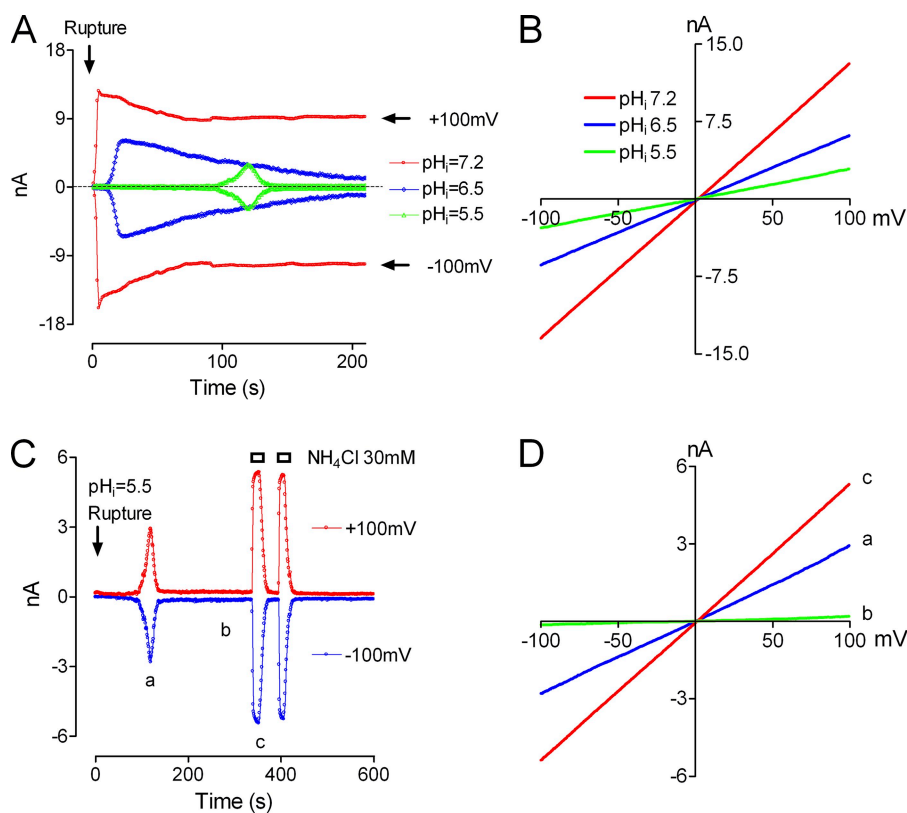 A
Rupture
18
9
0
-9
-18
nA
+100mV
pHi=7.2
pHi=6.5
pHi=5.5
-100mV
0 100 200
Time (s)
B
nA
15.0
7.5
-7.5
-15.0
pHi 7.2
pHi 6.5
pHi 5.5
-100 -50 50 100 mV
C
6
3
0
-3
-6
nA
NH4Cl 30mM
pHi=5.5
Rupture
+100mV
-100mV
a
b
c
0 200 400 600
Time (s)
D
nA
6
3
-3
-6
c
a
b
-100 -50 50 100 mV